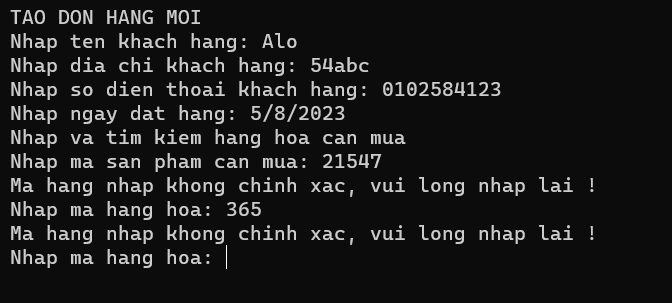 TAO DON HANG MOI
Nhap ten khach hang: Alo
Nhap dia chi khach hang: 54abc
Nhap so dien thoai khach hang: 0102584123
Nhap ngay dat hang: 5/8/2023
Nhap va tim kiem hang hoa can mua
Nhap ma san pham can mua: 21547
Ma hang nhap khong chinh xac, vui long nhap lai !
Nhap ma hang hoa: 365
Ma hang nhap khong chinh xac, vui long nhap lai !
Nhap ma hang hoa: